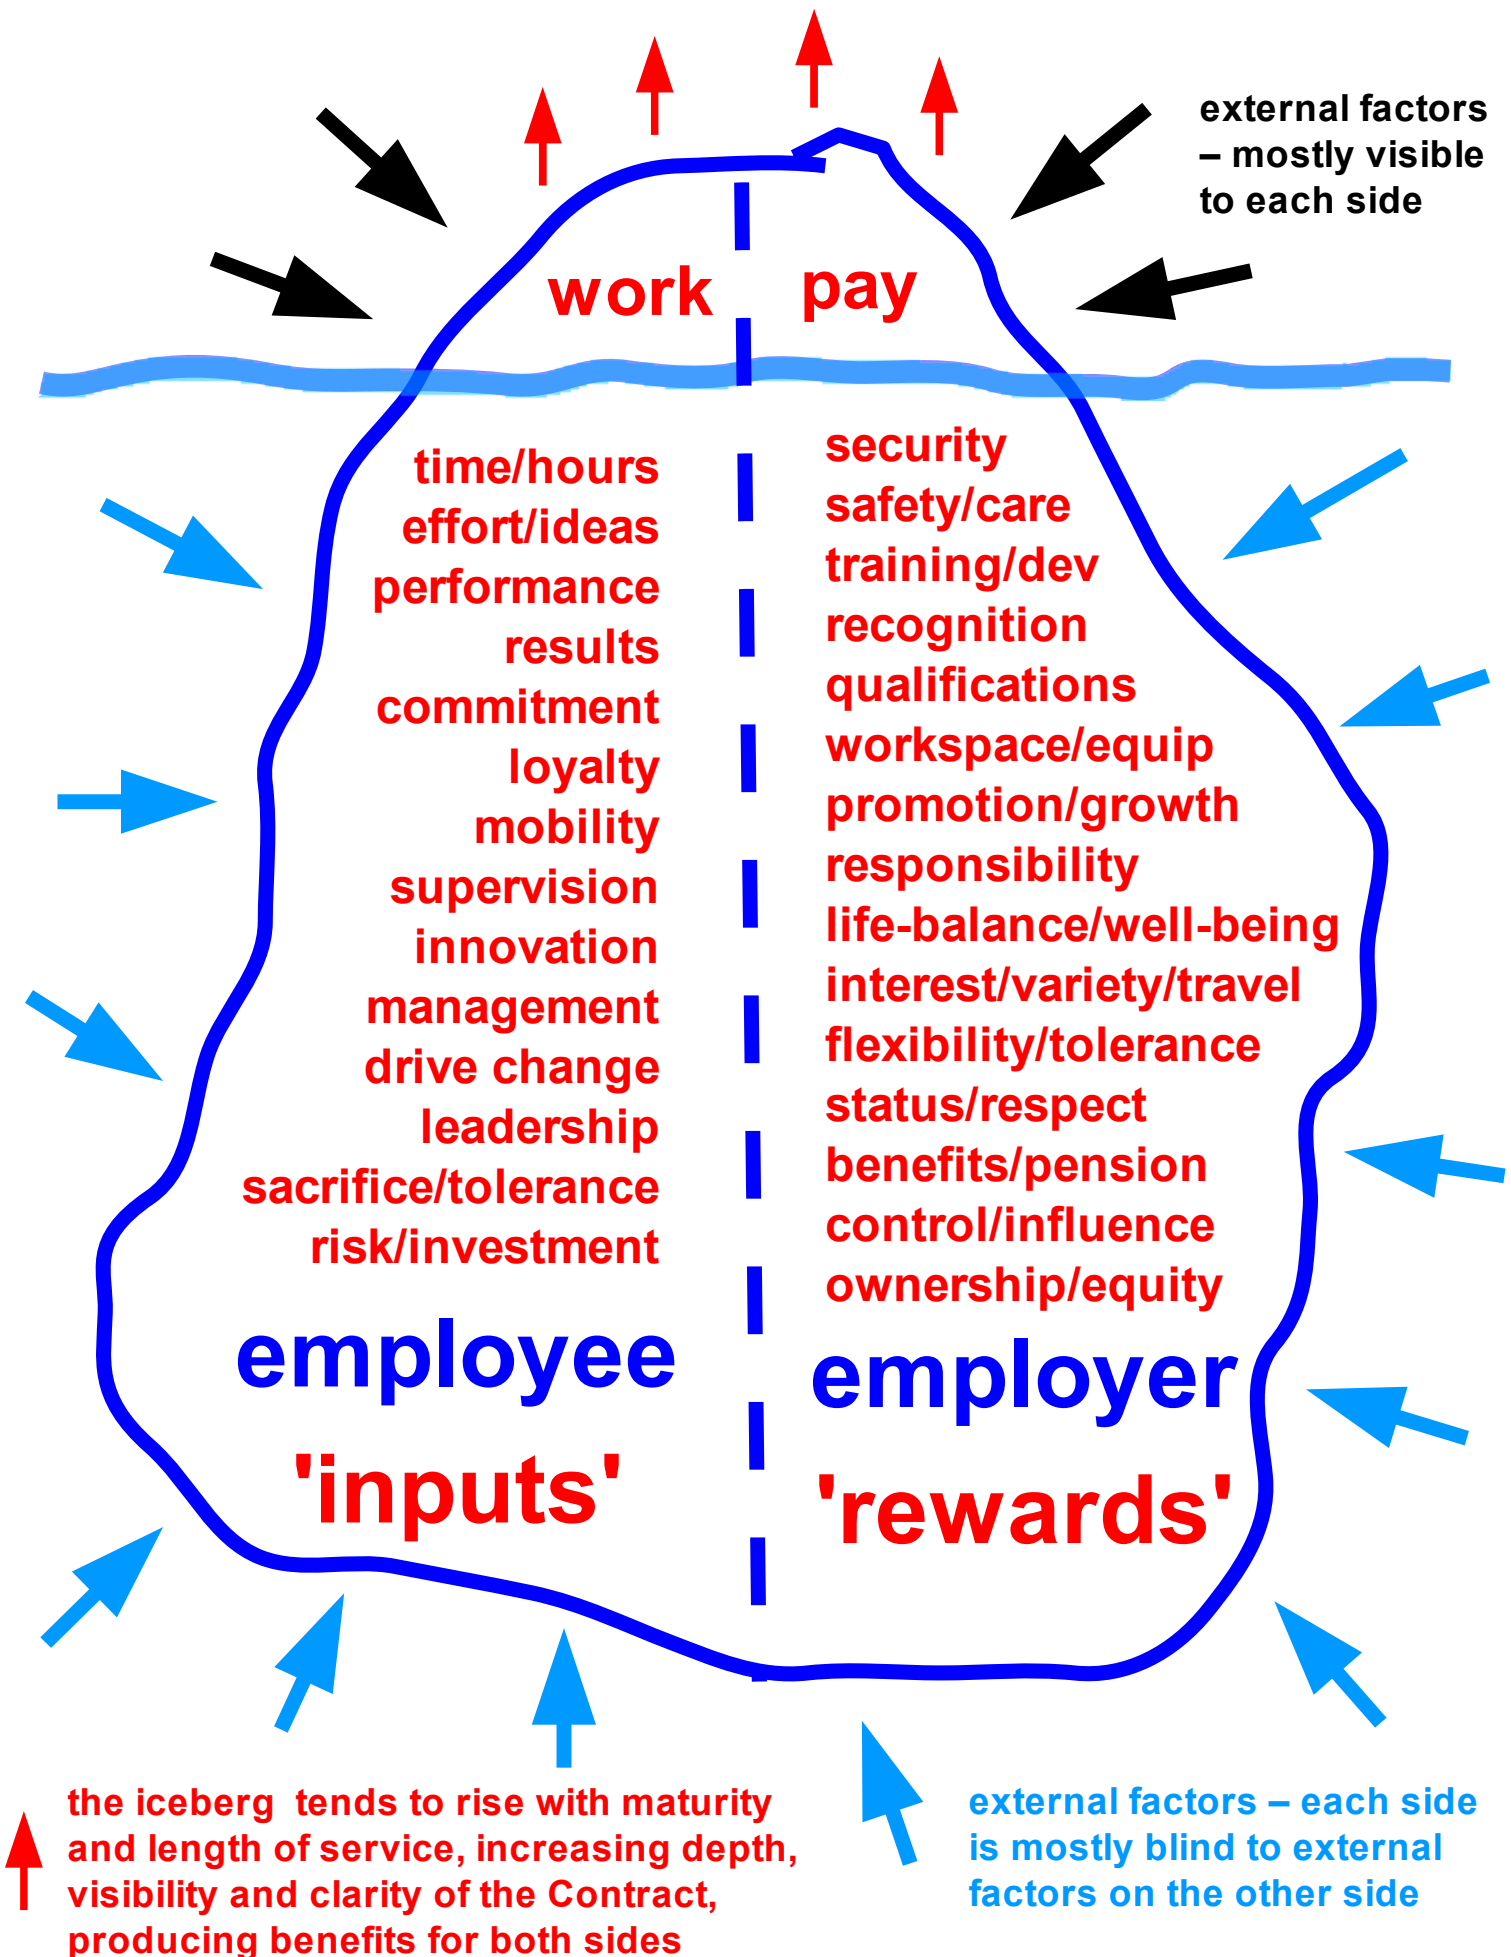 external factors
– mostly visible
to each side
work
pay
time/hours
effort/ideas
performance
results
commitment
loyalty
mobility
supervision
innovation
management
drive change
leadership
sacrifice/tolerance
risk/investment
employee
'inputs'
security
safety/care
training/dev
recognition
qualifications
workspace/equip
promotion/growth
responsibility
life-balance/well-being
interest/variety/travel
flexibility/tolerance
status/respect
benefits/pension
control/influence
ownership/equity
employer
'rewards'
the iceberg  tends to rise with maturity
and length of service, increasing depth,
visibility and clarity of the Contract,
producing benefits for both sides
external factors – each side
is mostly blind to external
factors on the other side